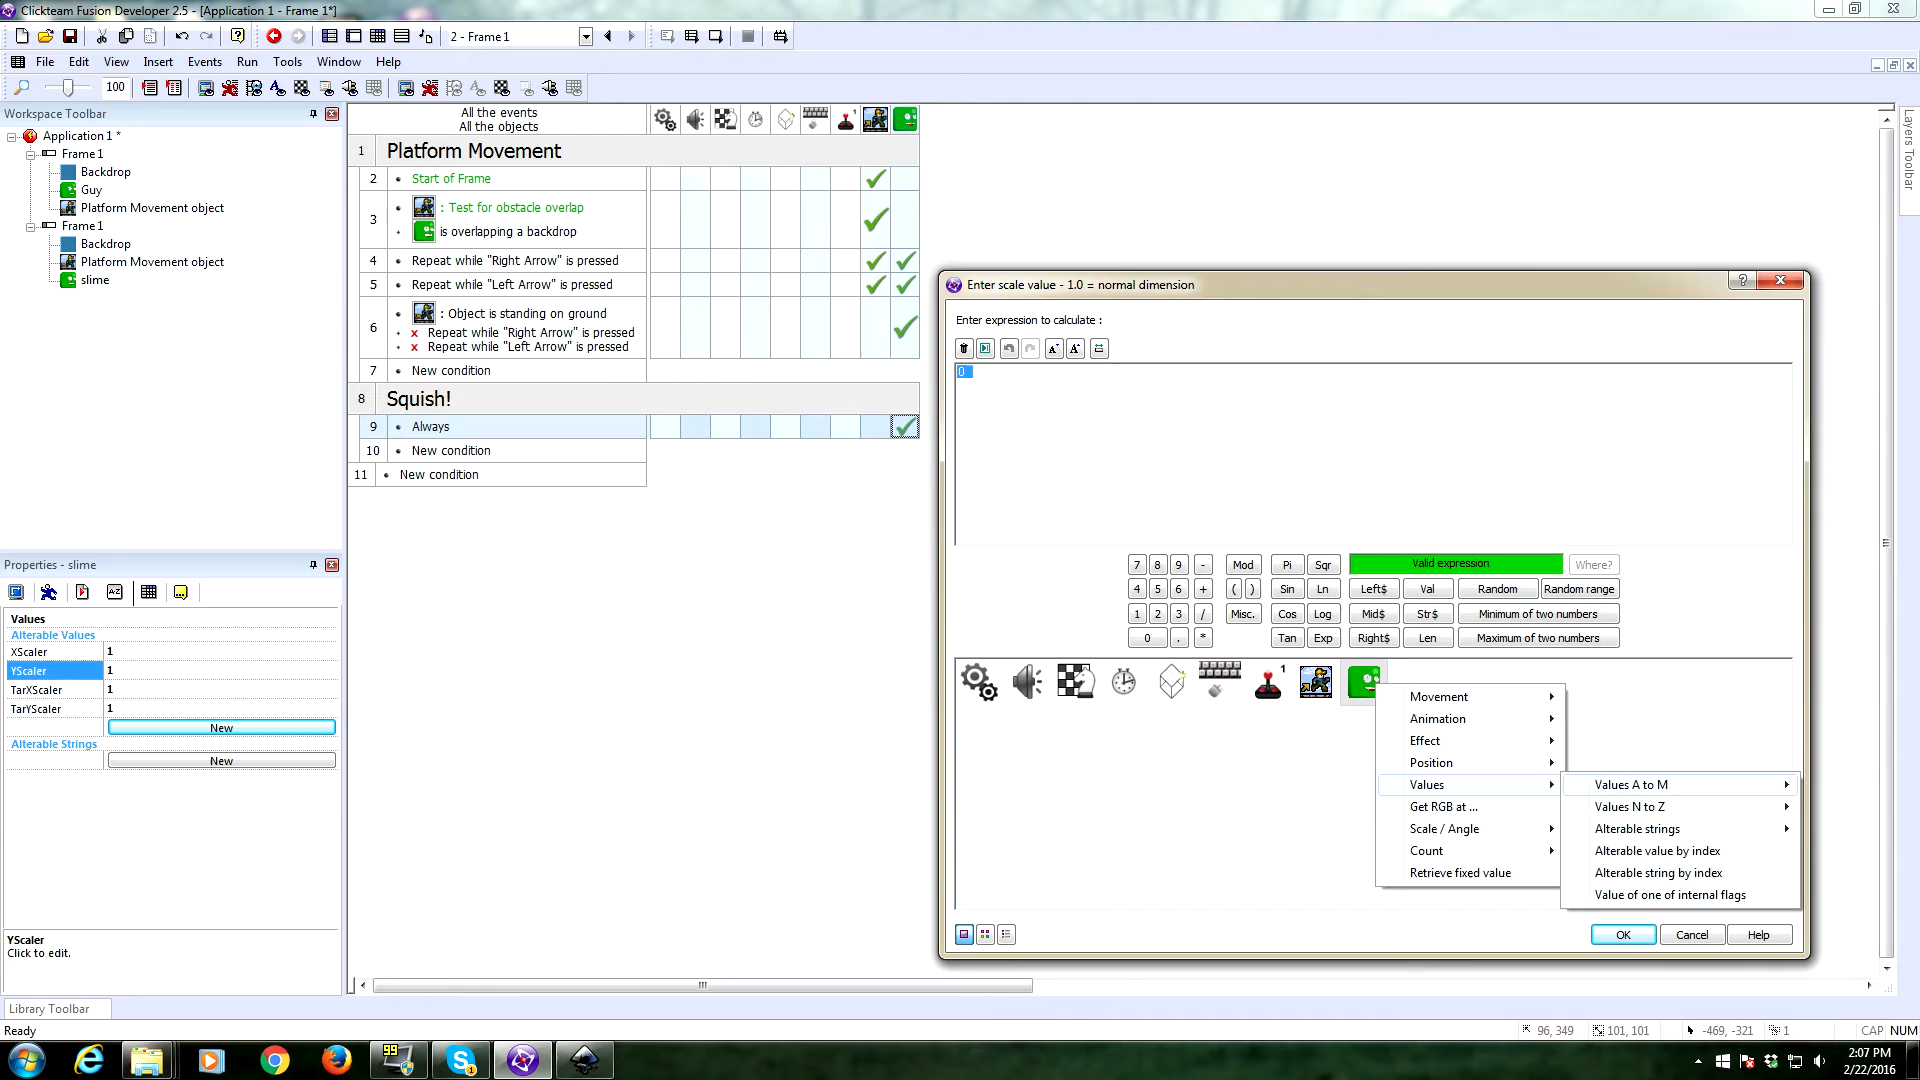 Clickteam Fusion Developer 2.5 - [Application 1 - Frame 1*]
2 - Frame 1
File Edit View Insert Events Run Tools Window Help
100
Workspace Toolbar
Application 1 *
Frame 1
Backdrop
Guy
Platform Movement object
Frame 1
Backdrop
Platform Movement object
slime
All the events
All the objects
1 Platform Movement
2 Start of Frame
3 : Test for obstacle overlap
is overlapping a backdrop
4 Repeat while "Right Arrow" is pressed
5 Repeat while "Left Arrow" is pressed
6 : Object is standing on ground
X Repeat while "Right Arrow" is pressed
X Repeat while "Left Arrow" is pressed
7 New condition
8 Squish!
9 Always
10 New condition
11 New condition
Layers Toolbar
Properties - slime
Values
Alterable Values
XScaler 1
YScaler 1
TarXScaler 1
TarYScaler 1
New
Alterable Strings
New
YScaler
Click to edit.
Library Toolbar
Enter scale value - 1.0 = normal dimension
Enter expression to calculate :
0
7 8 9 - Mod Pi Sqr Valid expression Where?
4 5 6 + ( ) Sin Ln Left$ Val Random Random range
1 2 3 / Misc. Cos Log Mid$ Str$ Minimum of two numbers
0 . * Tan Exp Right$ Len Maximum of two numbers
1
Movement
Animation
Effect
Position
Values
Get RGB at ...
Scale / Angle
Count
Retrieve fixed value
Values A to M
Values N to Z
Alterable strings
Alterable value by index
Alterable string by index
Value of one of internal flags
OK Cancel Help
Ready 96, 349 101, 101 -469, -321 1 CAP NUM
99
2:07 PM
2/22/2016